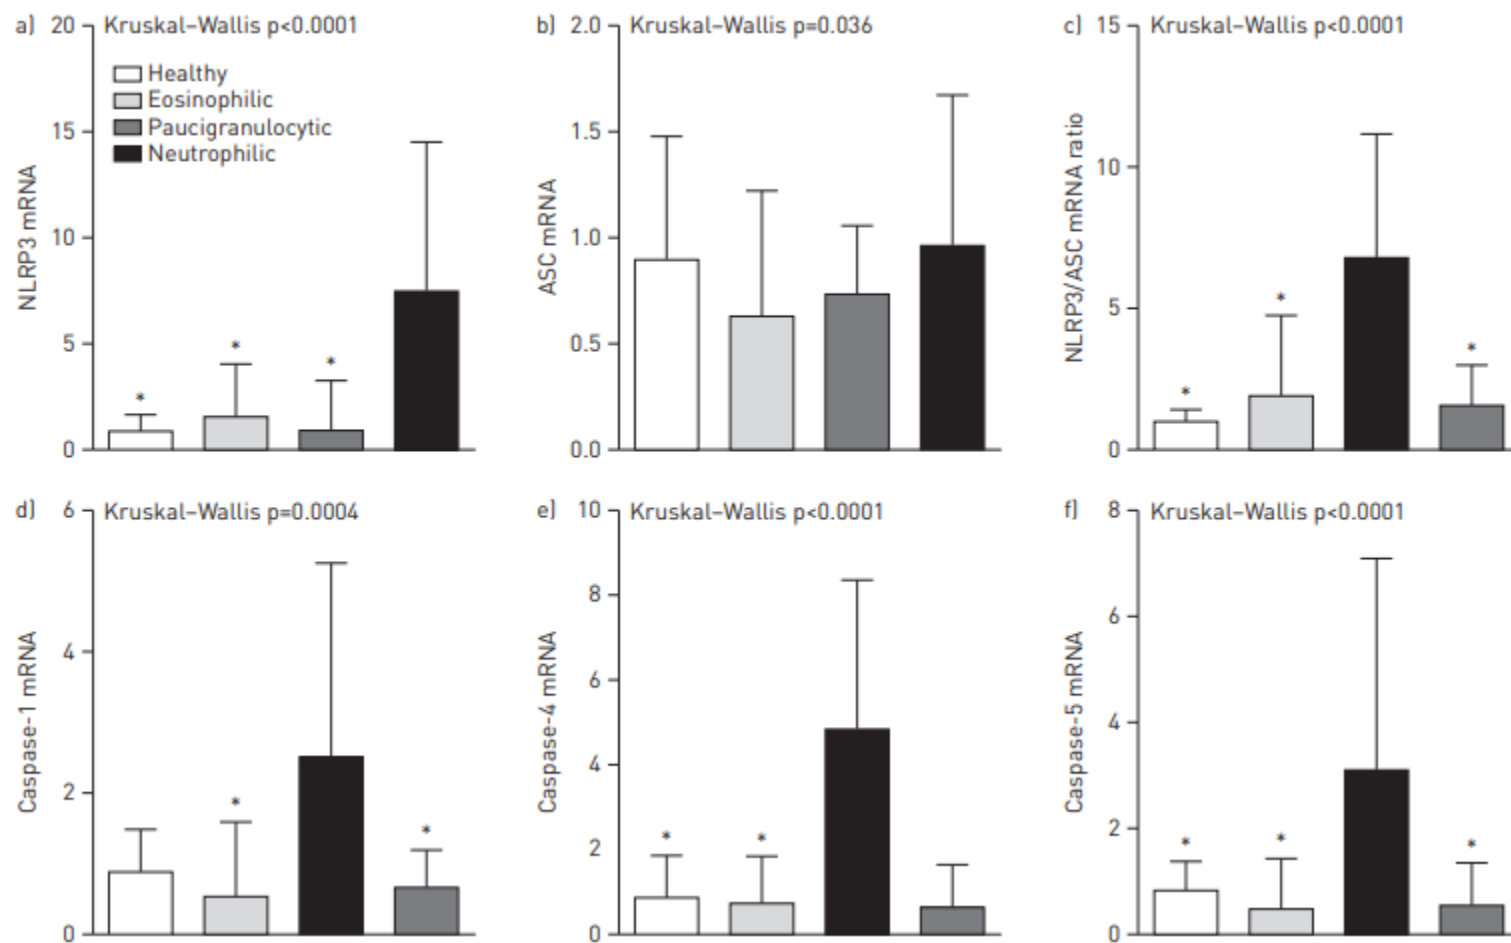 a) 20 Kruskal–Wallis p<0.0001
Healthy
Eosinophilic
Paucigranulocytic
Neutrophilic
15
10
5
0
NLRP3 mRNA
* * *
b) 2.0 Kruskal–Wallis p=0.036
1.5
1.0
0.5
0.0
ASC mRNA
c) 15 Kruskal–Wallis p<0.0001
10
5
0
NLRP3/ASC mRNA ratio
* * *
d) 6 Kruskal–Wallis p=0.0004
4
2
0
Caspase-1 mRNA
* *
e) 10 Kruskal–Wallis p<0.0001
8
6
4
2
0
Caspase-4 mRNA
* *
f) 8 Kruskal–Wallis p<0.0001
6
4
2
0
Caspase-5 mRNA
* * *